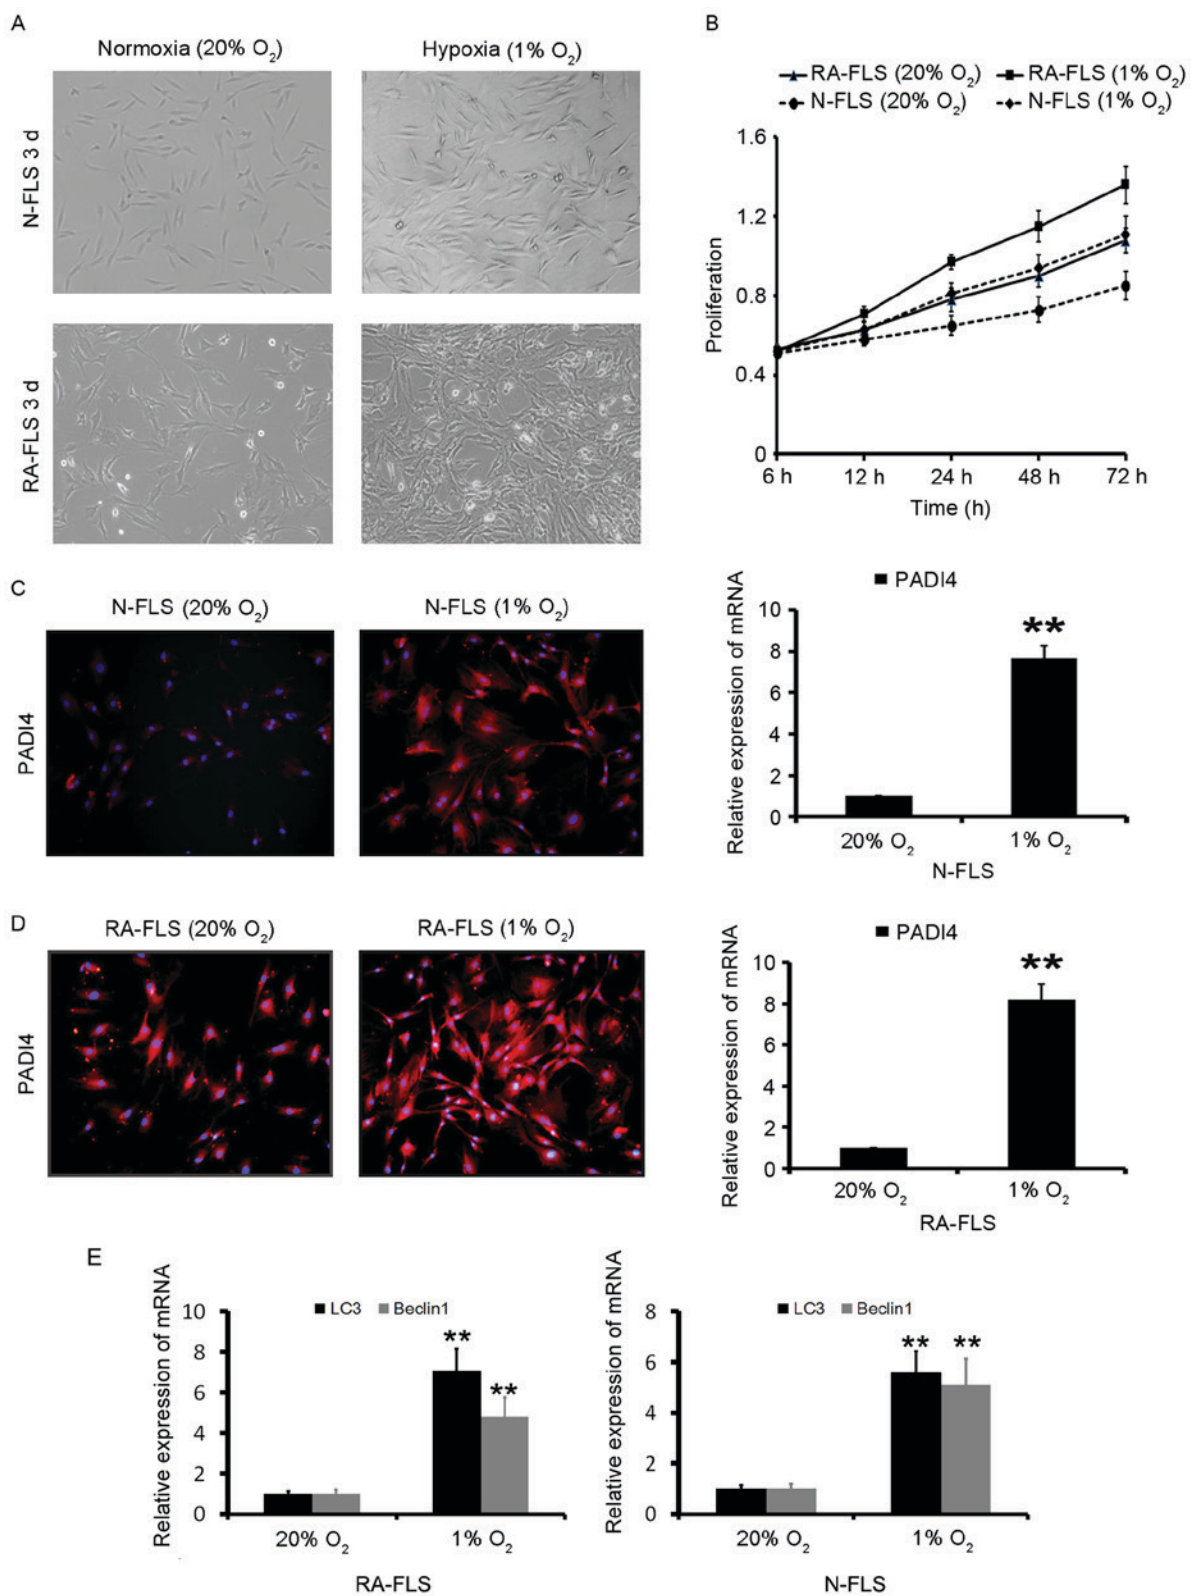 A
Normoxia (20% O2)
Hypoxia (1% O2)
N-FLS 3 d
RA-FLS 3 d
B
RA-FLS (20% O2)
RA-FLS (1% O2)
N-FLS (20% O2)
N-FLS (1% O2)
Proliferation
1.6
1.2
0.8
0.4
0
6 h 12 h 24 h 48 h 72 h
Time (h)
C
N-FLS (20% O2)
N-FLS (1% O2)
PADI4
PADI4
Relative expression of mRNA
10
8
6
4
2
0
**
20% O2 1% O2
N-FLS
D
RA-FLS (20% O2)
RA-FLS (1% O2)
PADI4
PADI4
Relative expression of mRNA
10
8
6
4
2
0
**
20% O2 1% O2
RA-FLS
E
Relative expression of mRNA
LC3 Beclin1
10
8
6
4
2
0
**
**
20% O2 1% O2
RA-FLS
Relative expression of mRNA
LC3 Beclin1
8
6
4
2
0
** **
20% O2 1% O2
N-FLS